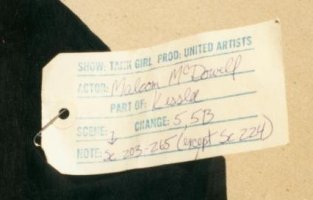 SHOW: TANK GIRL PROD: UNITED ARTISTS
ACTOR: Malcom McDowell
PART OF: Kesslee
SCENE: ↓ CHANGE: 5, 5B
NOTE: Sc 203-265 (except Sc 224)